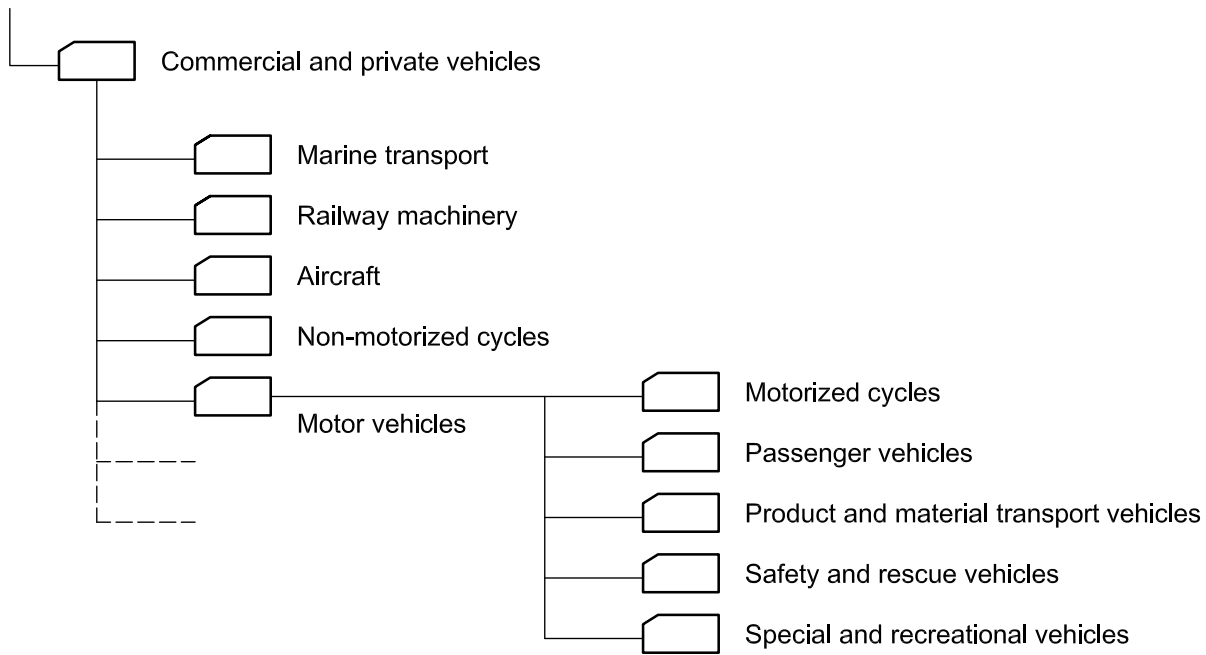 Commercial and private vehicles
Marine transport
Railway machinery
Aircraft
Non-motorized cycles
Motor vehicles
Motorized cycles
Passenger vehicles
Product and material transport vehicles
Safety and rescue vehicles
Special and recreational vehicles